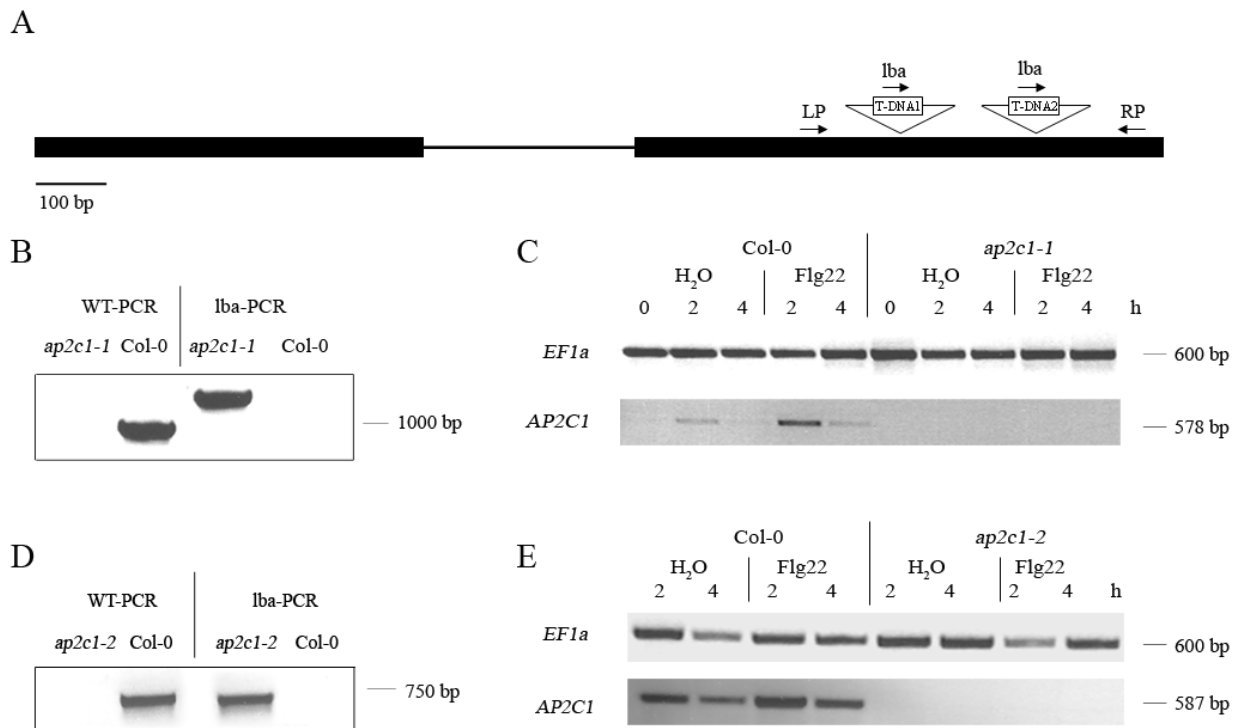 A
lba lba
T-DNA1 T-DNA2
LP RP
100 bp
B
WT-PCR lba-PCR
ap2c1-1 Col-0 ap2c1-1 Col-0
1000 bp
C
Col-0 ap2c1-1
H₂O Flg22 H₂O Flg22
0 2 4 2 4 0 2 4 2 4 h
EF1a 600 bp
AP2C1 578 bp
D
WT-PCR lba-PCR
ap2c1-2 Col-0 ap2c1-2 Col-0
750 bp
E
Col-0 ap2c1-2
H₂O Flg22 H₂O Flg22
2 4 2 4 2 4 2 4 h
EF1a 600 bp
AP2C1 587 bp